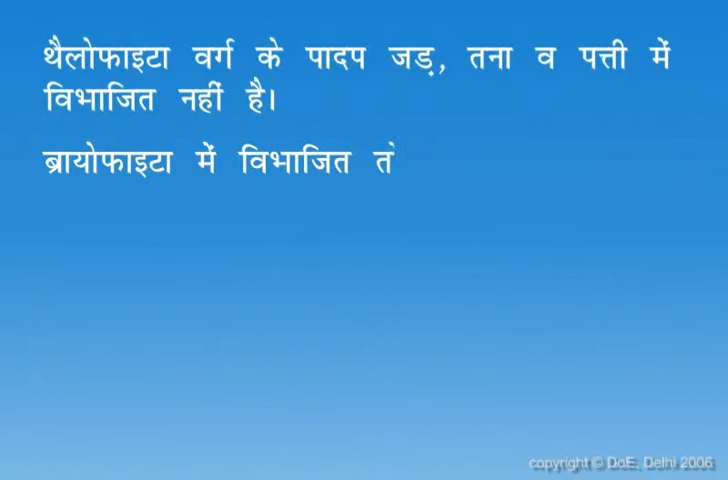 थैलोफाइटा वर्ग के पादप जड़, तना व पत्ती में
विभाजित नहीं है।
ब्रायोफाइटा में विभाजित
copyright © DoE, Delhi 2006